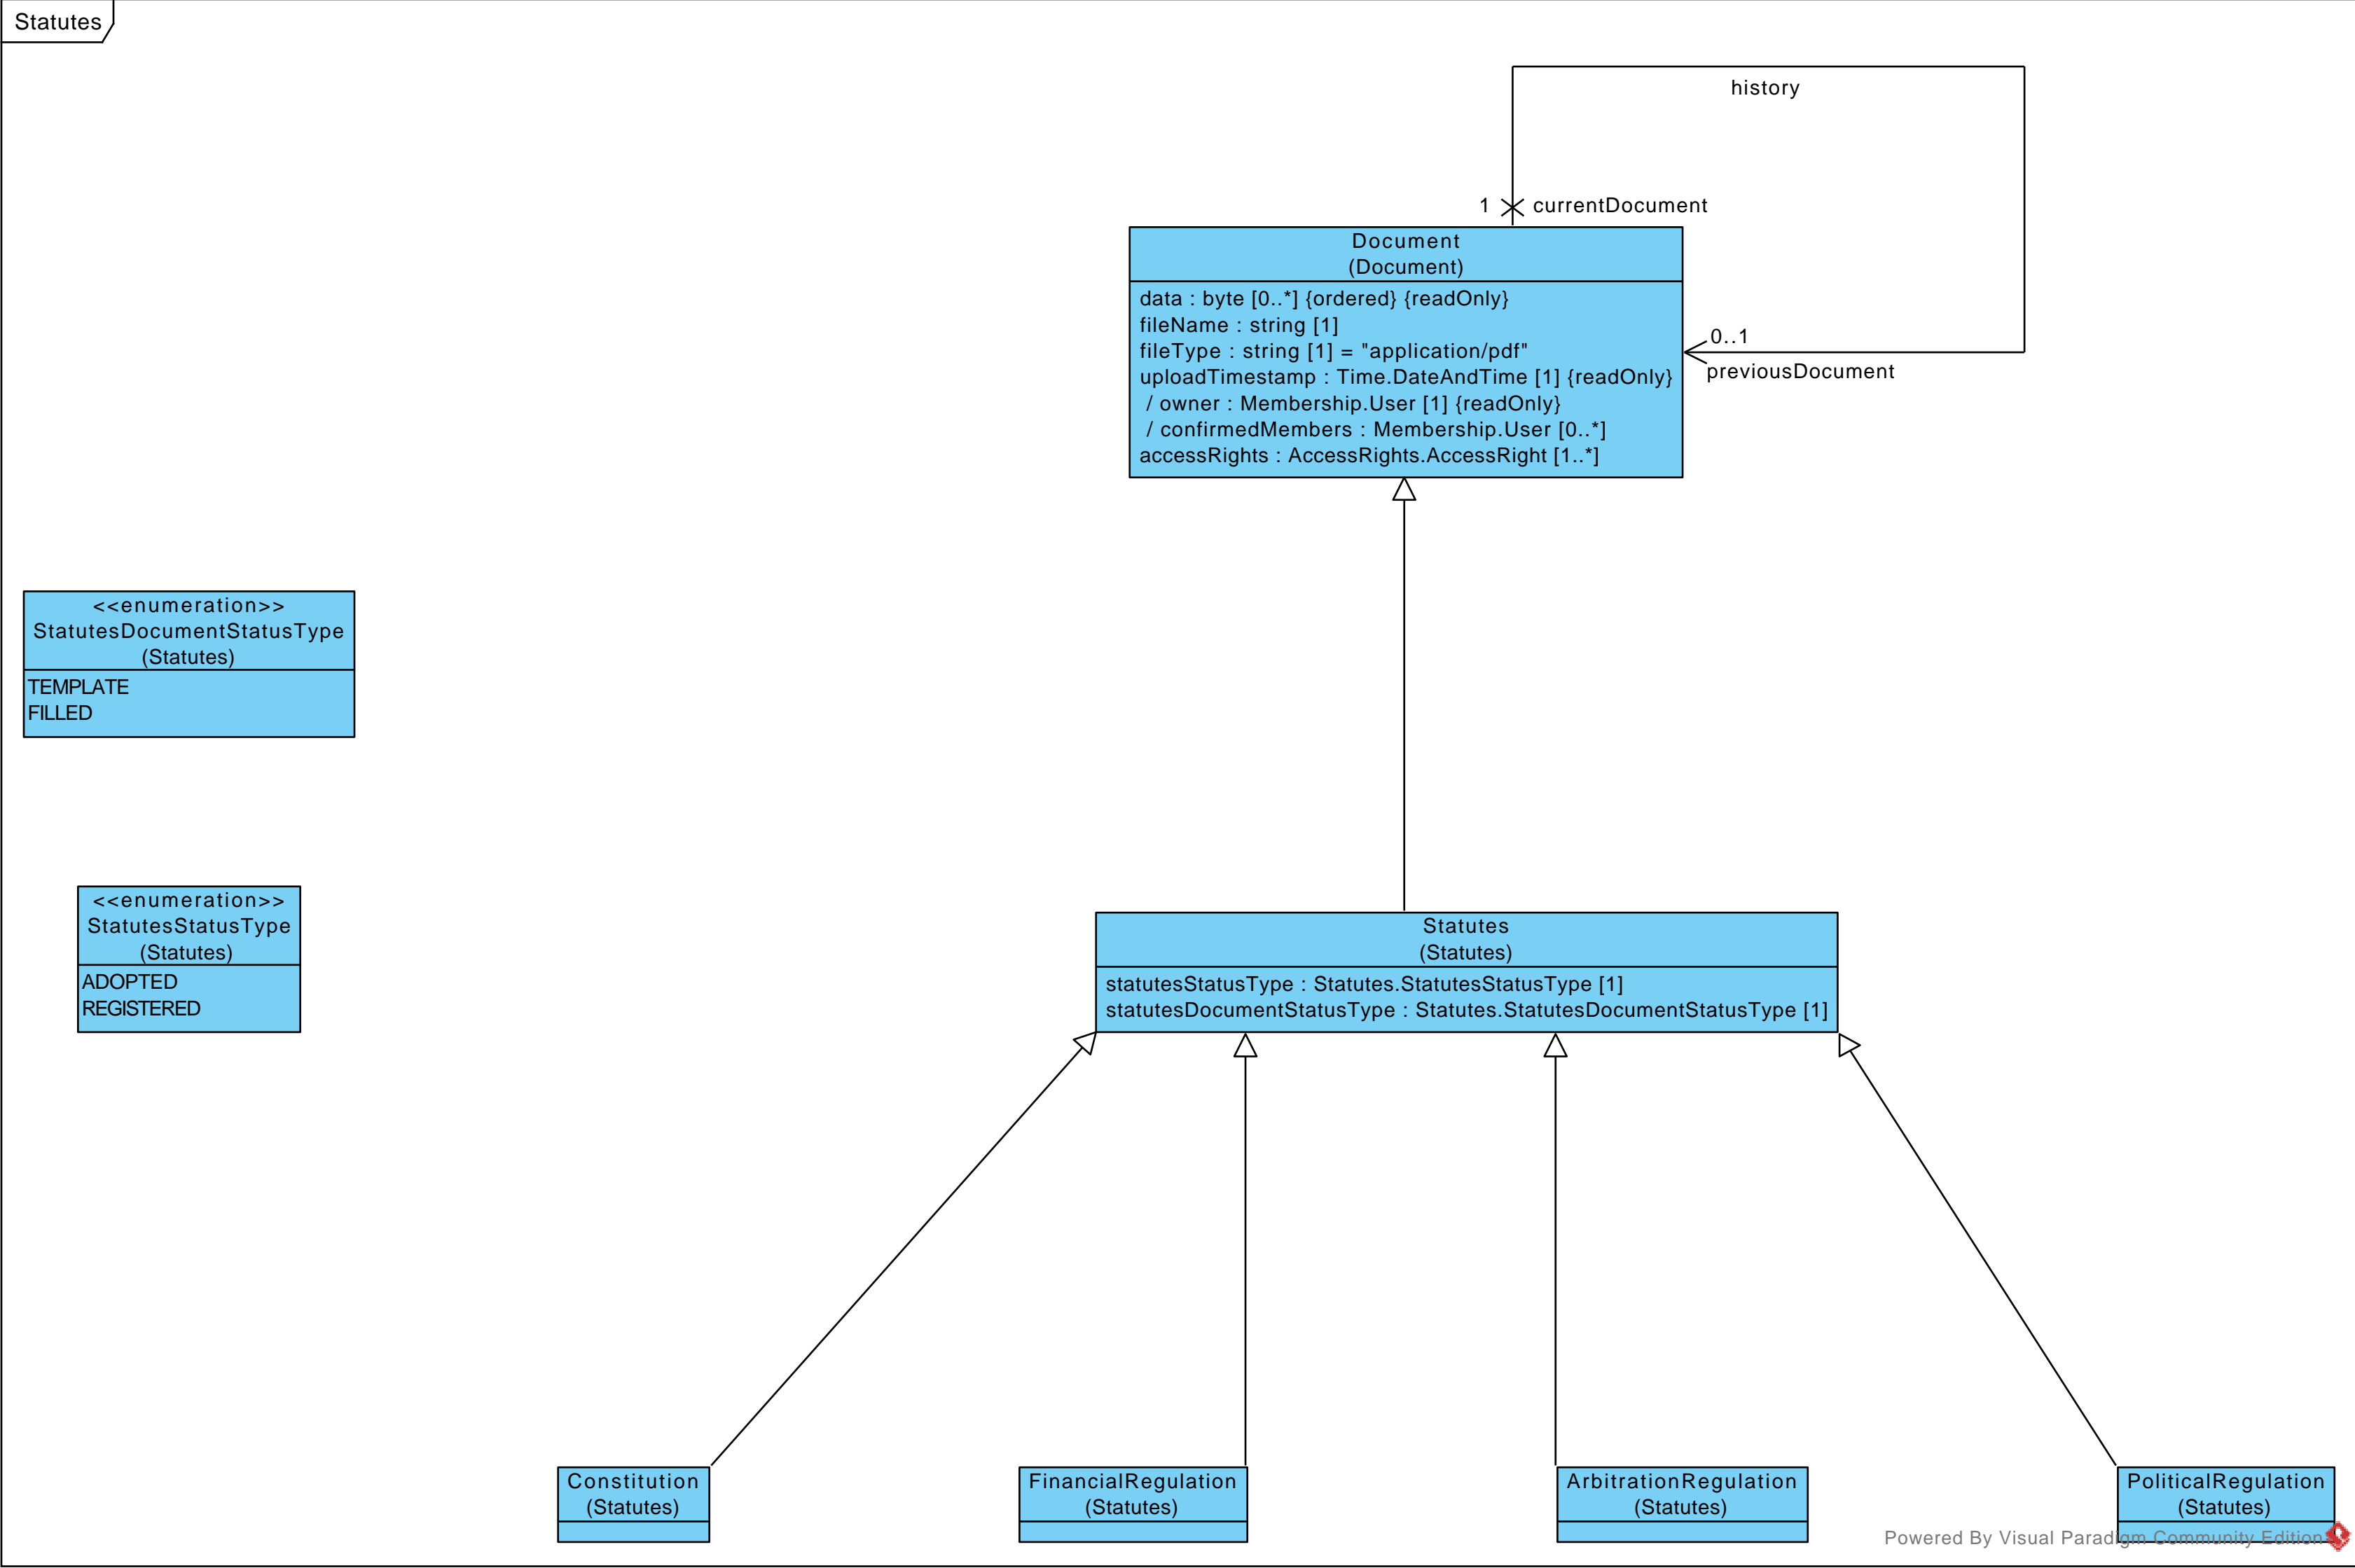 Statutes
history
1
currentDocument
Document
(Document)
data : byte [0..*] {ordered} {readOnly}
fileName : string [1]
fileType : string [1] = "application/pdf"
uploadTimestamp : Time.DateAndTime [1] {readOnly}
/ owner : Membership.User [1] {readOnly}
/ confirmedMembers : Membership.User [0..*]
accessRights : AccessRights.AccessRight [1..*]
0..1
previousDocument
<<enumeration>>
StatutesDocumentStatusType
(Statutes)
TEMPLATE
FILLED
<<enumeration>>
StatutesStatusType
(Statutes)
ADOPTED
REGISTERED
Statutes
(Statutes)
statutesStatusType : Statutes.StatutesStatusType [1]
statutesDocumentStatusType : Statutes.StatutesDocumentStatusType [1]
Constitution
(Statutes)
FinancialRegulation
(Statutes)
ArbitrationRegulation
(Statutes)
PoliticalRegulation
(Statutes)
Powered By Visual Paradigm Community Edition